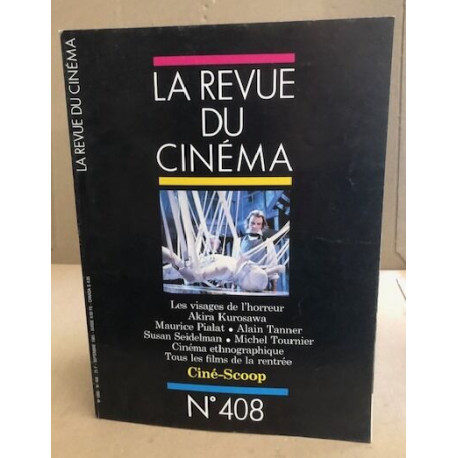 LA REVUE DU CINÉMA
LA REVUE
DU
CINÉMA
Les visages de l'horreur
Akira Kurosawa
Maurice Pialat • Alain Tanner
Susan Seidelman • Michel Tournier
Cinéma ethnographique
Tous les films de la rentrée
Ciné-Scoop
N° 408